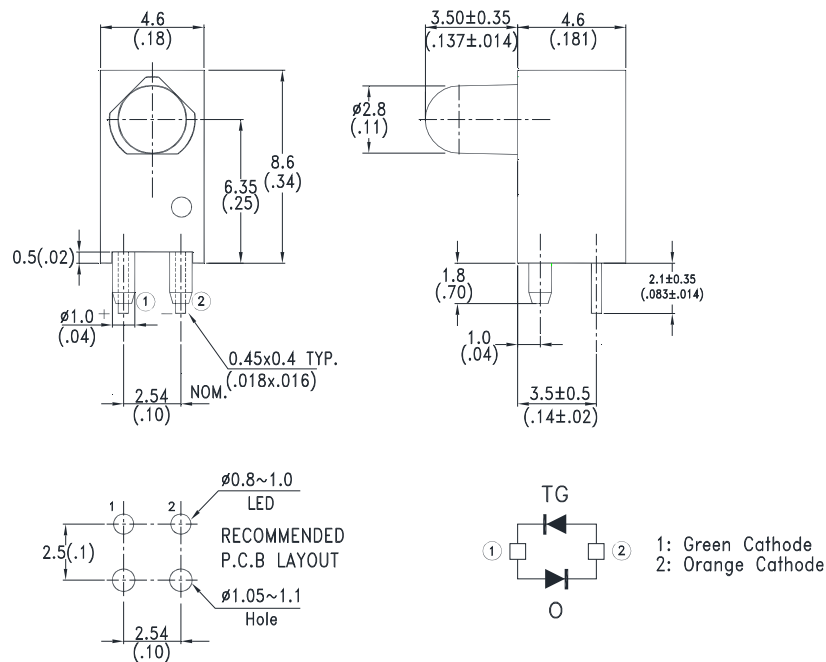 4.6
(.18)
3.50±0.35
(.137±.014)
4.6
(.181)
ø2.8
(.11)
8.6
(.34)
6.35
(.25)
0.5(.02)
1
2
ø1.0
(.04)
+
−
1.8
(.70)
2.1±0.35
(.083±.014)
1.0
(.04)
0.45x0.4 TYP.
(.018x.016)
2.54
(.10)
NOM.
3.5±0.5
(.14±.02)
1
2
ø0.8~1.0
LED
2.5(.1)
RECOMMENDED
P.C.B LAYOUT
ø1.05~1.1
Hole
2.54
(.10)
TG
1
2
O
1: Green Cathode
2: Orange Cathode